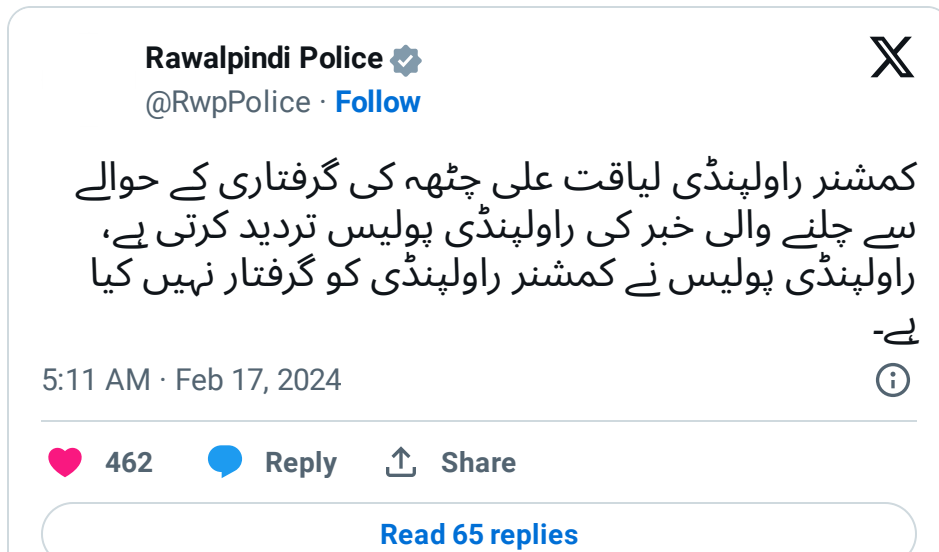 Rawalpindi Police
@RwpPolice · Follow
کمشنر راولپنڈی لیاقت علی چٹھہ کی گرفتاری کے حوالے
سے چلنے والی خبر کی راولپنڈی پولیس تردید کرتی ہے،
راولپنڈی پولیس نے کمشنر راولپنڈی کو گرفتار نہیں کیا
ہے۔
5:11 AM · Feb 17, 2024
462 Reply Share
Read 65 replies